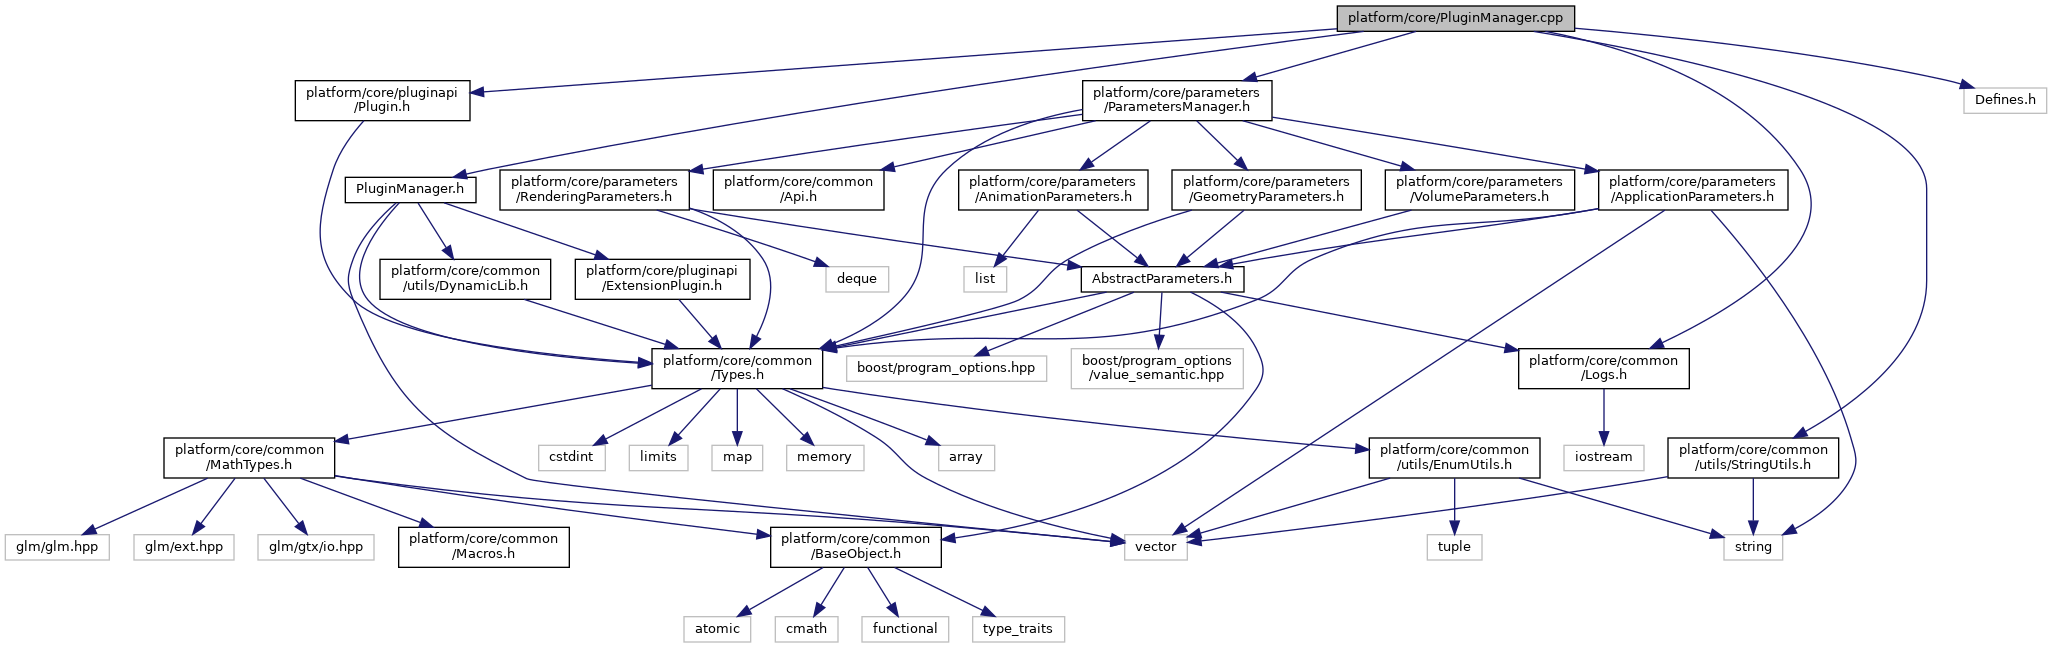 platform/core/PluginManager.cpp
platform/core/pluginapi
/Plugin.h
platform/core/parameters
/ParametersManager.h
Defines.h
PluginManager.h
platform/core/parameters
/RenderingParameters.h
platform/core/common
/Api.h
platform/core/parameters
/AnimationParameters.h
platform/core/parameters
/GeometryParameters.h
platform/core/parameters
/VolumeParameters.h
platform/core/parameters
/ApplicationParameters.h
platform/core/common
/utils/DynamicLib.h
platform/core/pluginapi
/ExtensionPlugin.h
deque
list
AbstractParameters.h
platform/core/common
/Types.h
boost/program_options.hpp
boost/program_options
/value_semantic.hpp
platform/core/common
/Logs.h
platform/core/common
/MathTypes.h
cstdint
limits
map
memory
array
platform/core/common
/utils/EnumUtils.h
iostream
platform/core/common
/utils/StringUtils.h
glm/glm.hpp
glm/ext.hpp
glm/gtx/io.hpp
platform/core/common
/Macros.h
platform/core/common
/BaseObject.h
vector
tuple
string
atomic
cmath
functional
type_traits